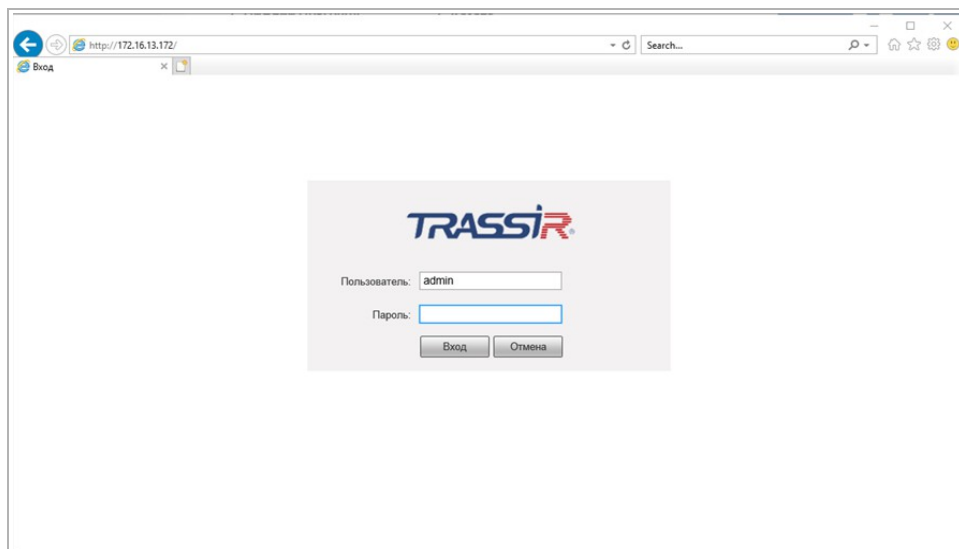 http://172.16.13.172/
Search...
Вход
TRASSIR®
Пользователь: admin
Пароль:
Вход Отмена